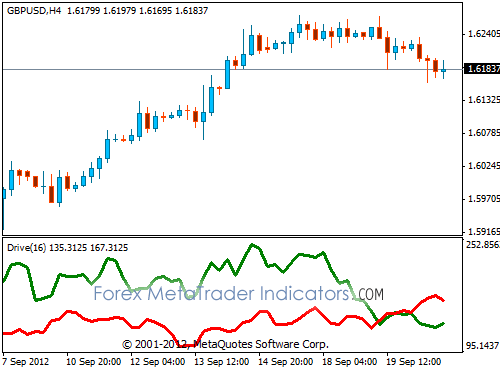 GBPUSD,H4 1.61799 1.61979 1.61695 1.61837
1.62405
1.61837
1.61325
1.60785
1.60245
1.59705
1.59165
Drive(16) 135.3125 167.3125
252.856
Forex MetaTrader Indicators.COM
© 2001-2012, MetaQuotes Software Corp.
95.1437
7 Sep 2012 10 Sep 20:00 12 Sep 04:00 13 Sep 12:00 14 Sep 20:00 18 Sep 04:00 19 Sep 12:00